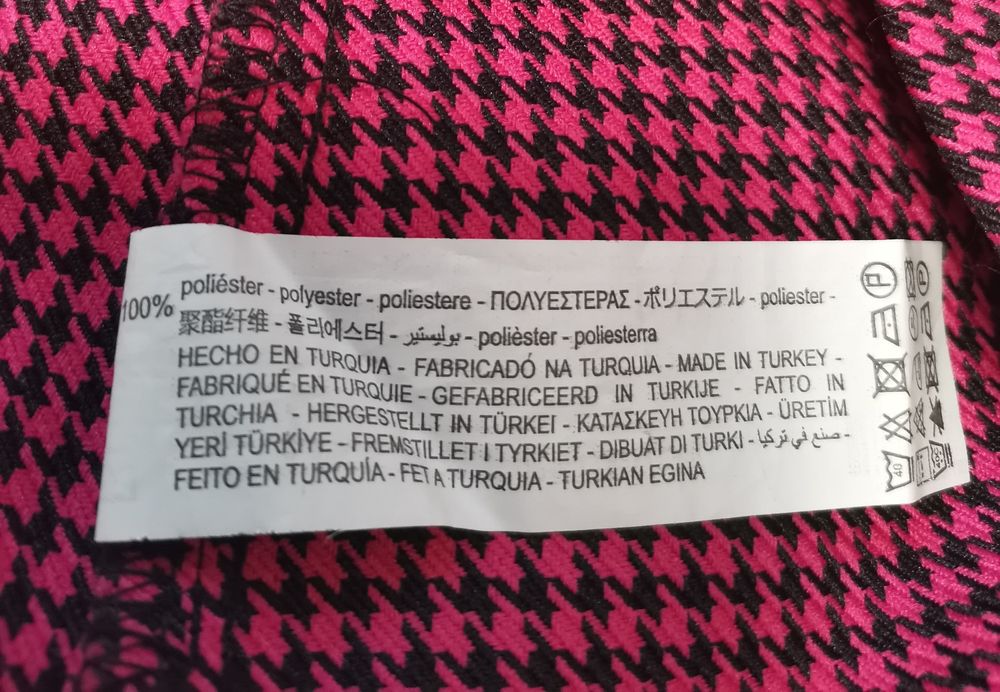 100% poliéster - polyester - poliestere - ΠΟΛΥΕΣΤΕΡΑΣ - ポリエステル - poliester -
聚酯纤维 - 폴리에스터 - بوليستير - polièster - poliesterra
HECHO EN TURQUIA - FABRICADÓ NA TURQUIA - MADE IN TURKEY -
FABRIQUÉ EN TURQUIE - GEFABRICEERD IN TURKIJE - FATTO IN
TURCHIA - HERGESTELLT IN TÜRKEI - ΚΑΤΑΣΚΕΥΗ ΤΟΥΡΚΙΑ - ÜRETİM
YERİ TÜRKİYE - FREMSTILLET I TYRKIET - DIBUAT DI TURKI - صنع في تركيا -
FEITO EN TURQUÍA - FET A TURQUIA - TURKIAN EGINA
P
40